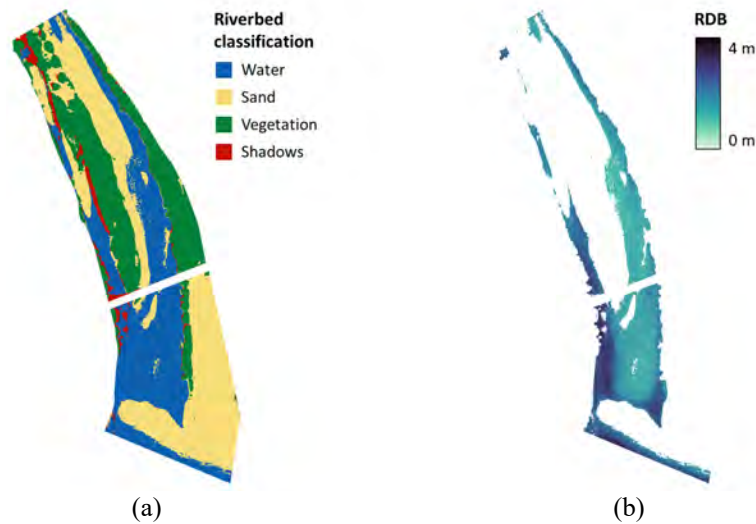 Riverbed
classification
Water
Sand
Vegetation
Shadows
RDB
4 m
0 m
(a)
(b)